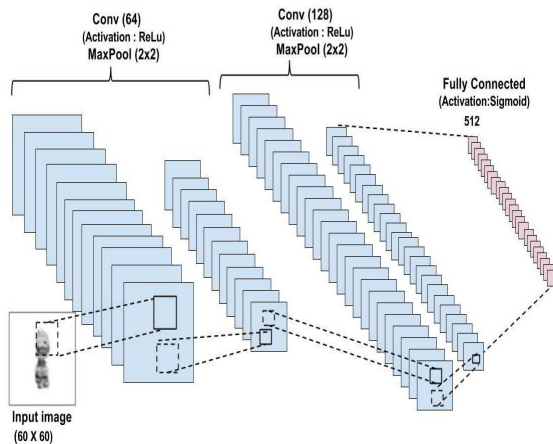 Conv (64)
(Activation : ReLu)
MaxPool (2x2)
Conv (128)
(Activation : ReLu)
MaxPool (2x2)
Fully Connected
(Activation:Sigmoid)
512
Input image
(60 X 60)